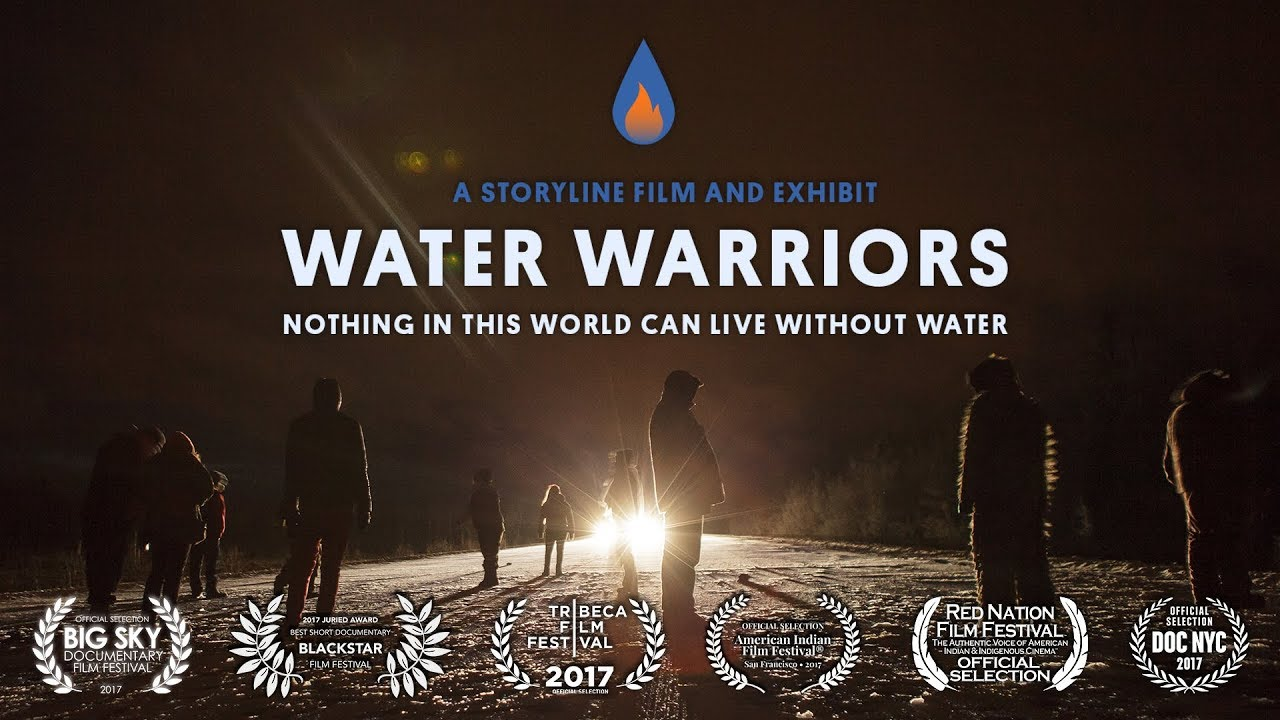 A STORYLINE FILM AND EXHIBIT
WATER WARRIORS
NOTHING IN THIS WORLD CAN LIVE WITHOUT WATER
OFFICIAL SELECTION
BIG SKY
DOCUMENTARY
FILM FESTIVAL
2017
2017 JURIED AWARD
BEST SHORT DOCUMENTARY
BLACKSTAR
FILM FESTIVAL
TRIBECA
FILM
FESTIVAL
2017
OFFICIAL SELECTION
OFFICIAL SELECTION
American Indian
Film Festival®
San Francisco • 2017
RED NATION
FILM FESTIVAL
THE AUTHENTIC VOICE OF AMERICAN
INDIAN & INDIGENOUS CINEMA
OFFICIAL
SELECTION
OFFICIAL
SELECTION
DOC NYC
2017